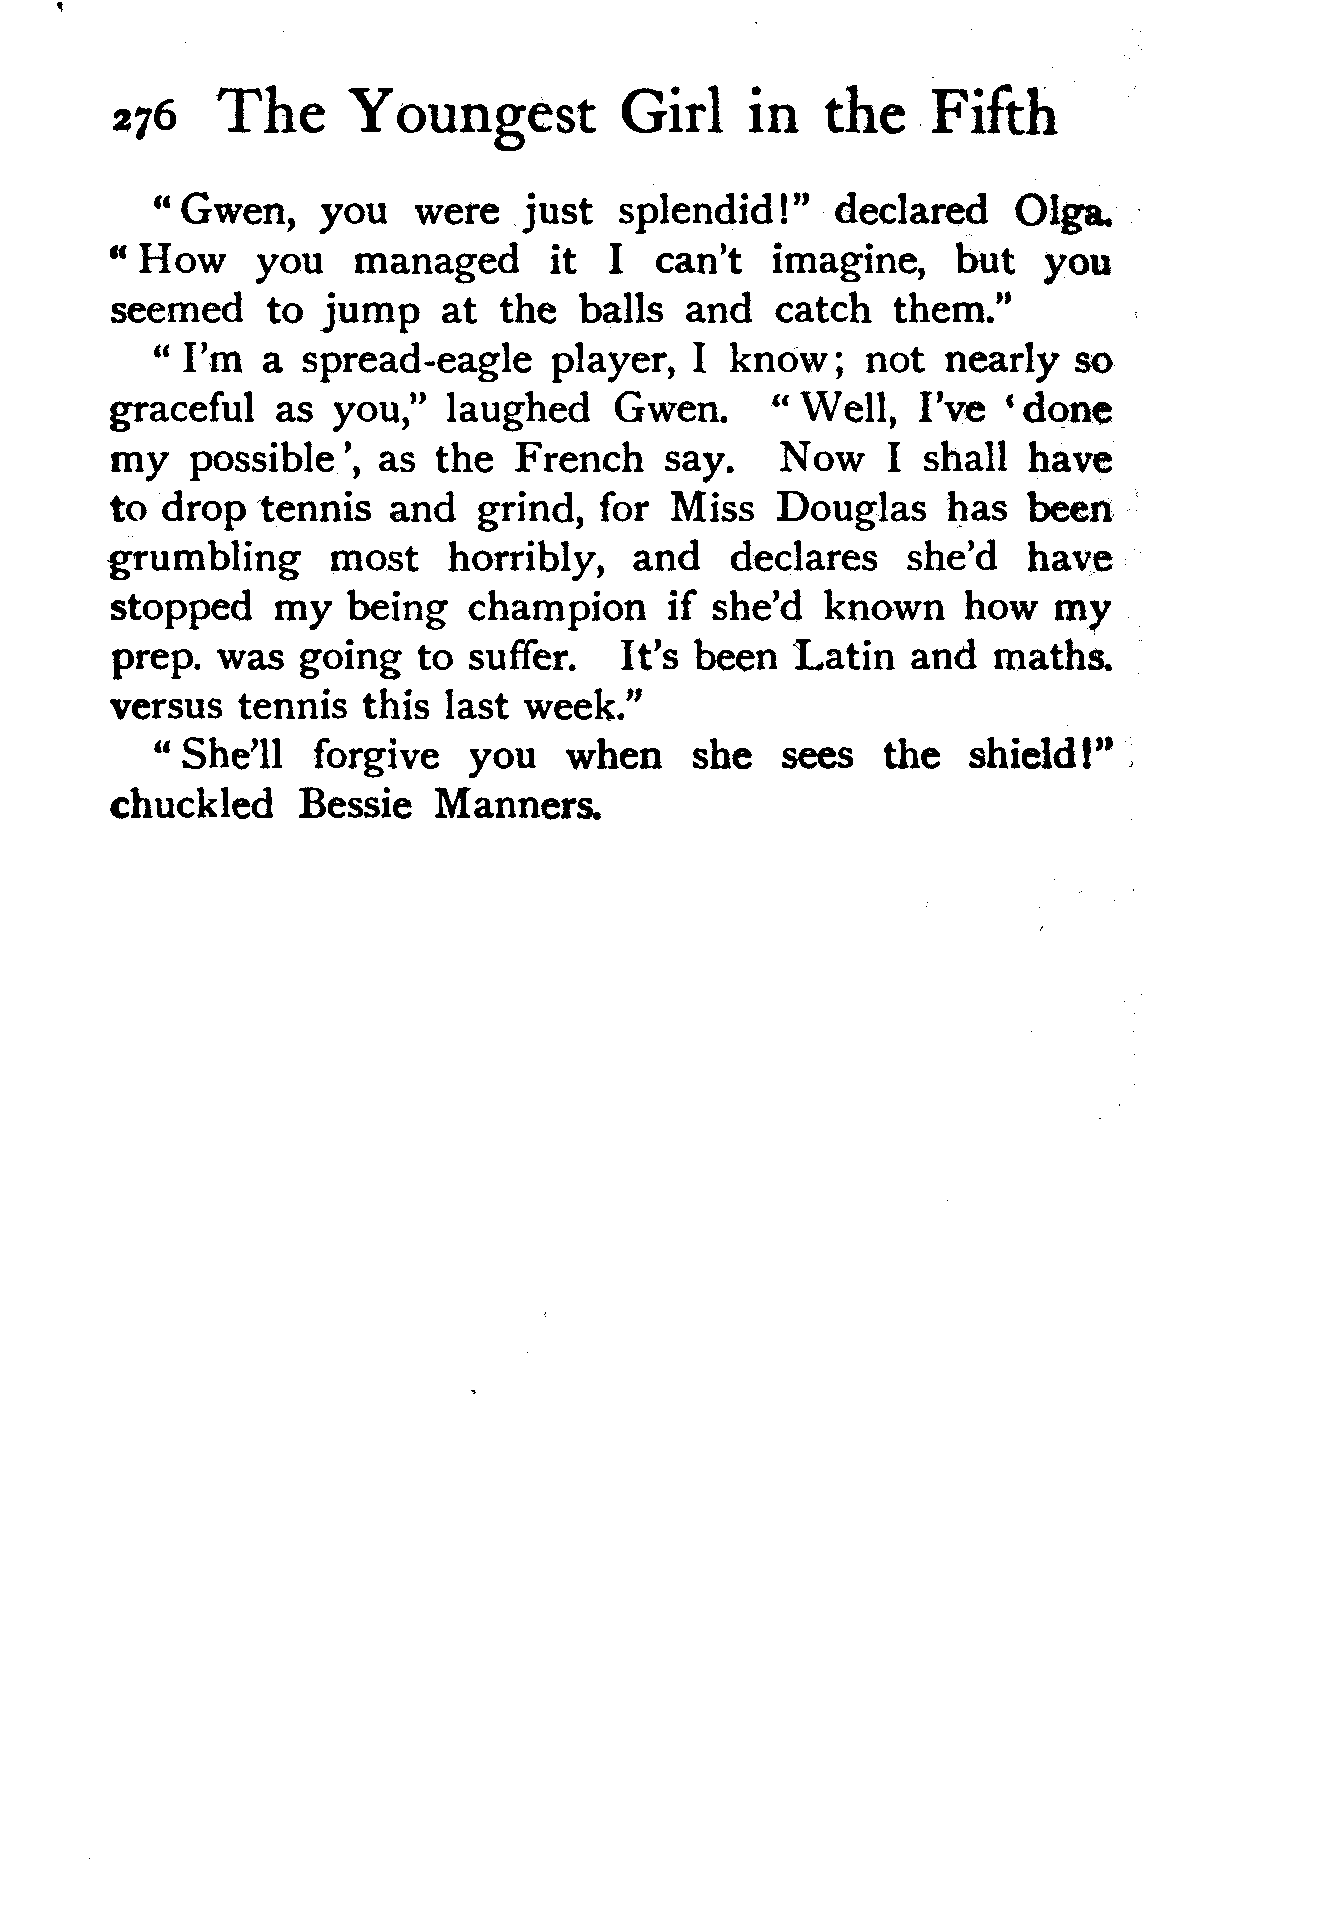 276 The Youngest Girl in the Fifth
"Gwen, you were just splendid!" declared Olga.
"How you managed it I can't imagine, but you
seemed to jump at the balls and catch them."
"I'm a spread-eagle player, I know; not nearly so
graceful as you," laughed Gwen. "Well, I've 'done
my possible', as the French say. Now I shall have
to drop tennis and grind, for Miss Douglas has been
grumbling most horribly, and declares she'd have
stopped my being champion if she'd known how my
prep. was going to suffer. It's been Latin and maths.
versus tennis this last week."
"She'll forgive you when she sees the shield!"
chuckled Bessie Manners.